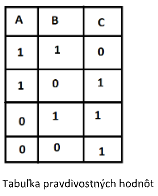 A B C
1 1 0
1 0 1
0 1 1
0 0 1
Tabuľka pravdivostných hodnôt